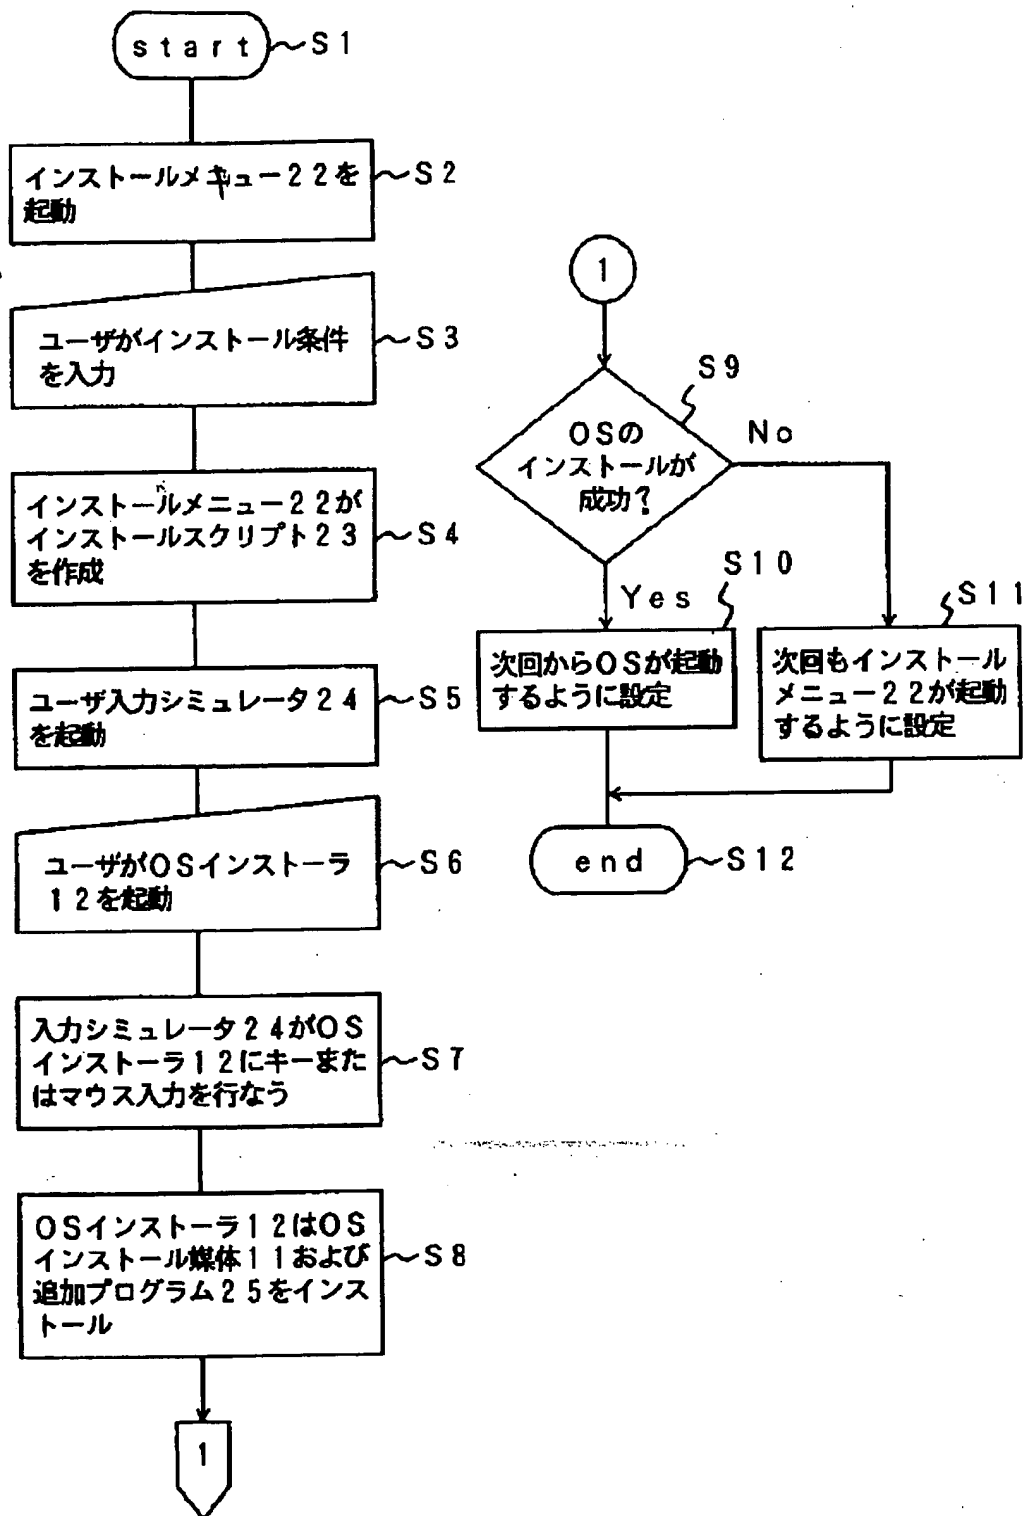 start
S1
インストールメニュー22を
起動
S2
ユーザがインストール条件
を入力
S3
インストールメニュー22が
インストールスクリプト23
を作成
S4
ユーザ入力シミュレータ24
を起動
S5
ユーザがOSインストーラ
12を起動
S6
入力シミュレータ24がOS
インストーラ12にキーまた
はマウス入力を行なう
S7
OSインストーラ12はOS
インストール媒体11および
追加プログラム25をインス
トール
S8
1
1
S9
OSの
インストールが
成功?
No
Yes
S10
次回からOSが起動
するように設定
S11
次回もインストール
メニュー22が起動
するように設定
end
S12